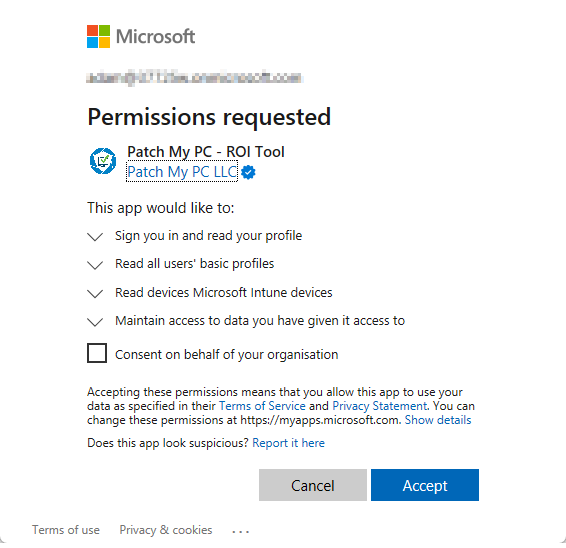 Microsoft
Permissions requested
Patch My PC - ROI Tool
Patch My PC LLC
This app would like to:
Sign you in and read your profile
Read all users' basic profiles
Read devices Microsoft Intune devices
Maintain access to data you have given it access to
Consent on behalf of your organisation
Accepting these permissions means that you allow this app to use your
data as specified in their Terms of Service and Privacy Statement. You can
change these permissions at https://myapps.microsoft.com. Show details
Does this app look suspicious? Report it here
Cancel Accept
Terms of use Privacy & cookies ...